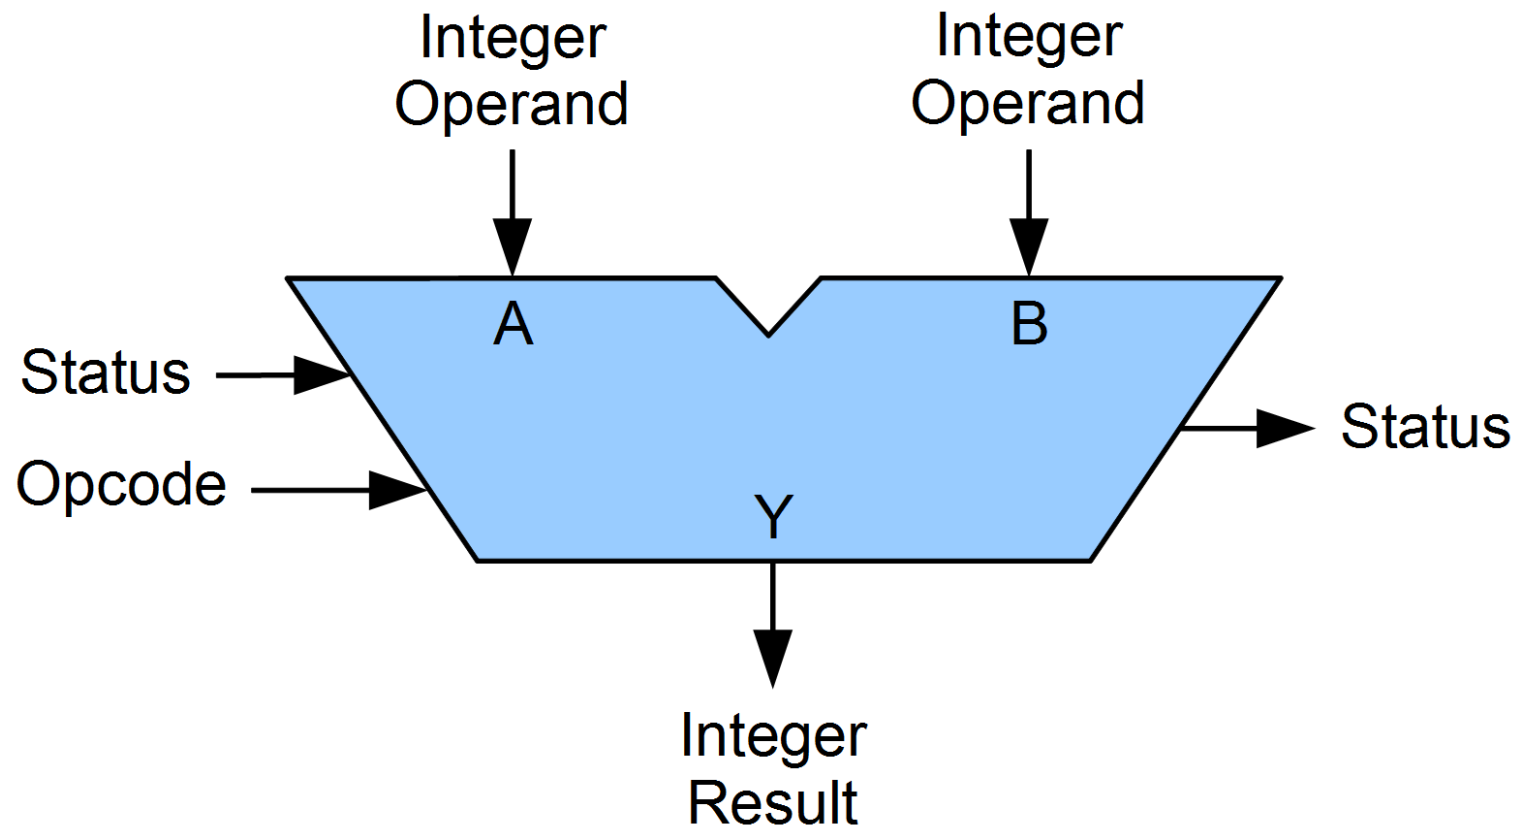 Integer
Operand
Integer
Operand
A
B
Status
Status
Opcode
Y
Integer
Result